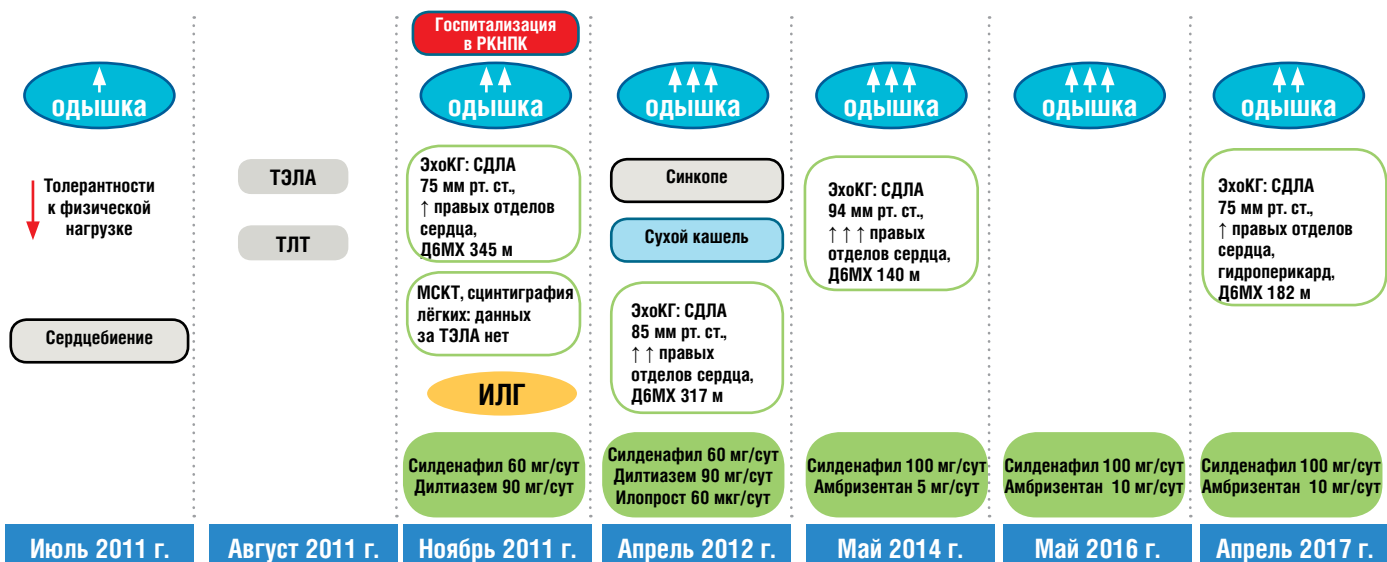 Госпитализация
в РКНПК
одышка
Толерантности
к физической
нагрузке
Сердцебиение
Июль 2011 г.
ТЭЛА
ТЛТ
Август 2011 г.
↑↑
одышка
ЭхоКГ: СДЛА
75 мм рт. ст.,
↑ правых отделов
сердца,
Д6МХ 345 м
МСКТ, сцинтиграфия
лёгких: данных
за ТЭЛА нет
ИЛГ
Силденафил 60 мг/сут
Дилтиазем 90 мг/сут
Ноябрь 2011 г.
↑↑↑
одышка
Синкопе
Сухой кашель
ЭхоКГ: СДЛА
85 мм рт. ст.,
↑ ↑ правых
отделов сердца,
Д6МХ 317 м
Силденафил 60 мг/сут
Дилтиазем 90 мг/сут
Илопрост 60 мкг/сут
Апрель 2012 г.
↑↑↑
одышка
ЭхоКГ: СДЛА
94 мм рт. ст.,
↑ ↑ ↑ правых
отделов сердца,
Д6МХ 140 м
Силденафил 100 мг/сут
Амбризентан 5 мг/сут
Май 2014 г.
↑↑↑
одышка
Силденафил 100 мг/сут
Амбризентан 10 мг/сут
Май 2016 г.
↑↑
одышка
ЭхоКГ: СДЛА
75 мм рт. ст.,
↑ правых отделов
сердца,
гидроперикард,
Д6МХ 182 м
Силденафил 100 мг/сут
Амбризентан 10 мг/сут
Апрель 2017 г.